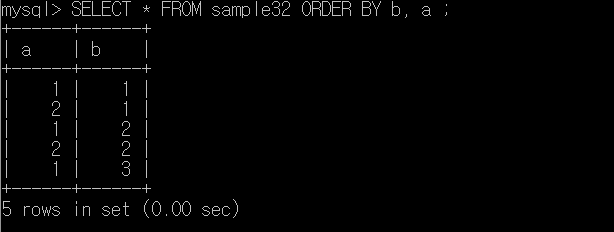 mysql> SELECT * FROM sample32 ORDER BY b, a ;
+------+------+
| a    | b    |
+------+------+
|    1 |    1 |
|    2 |    1 |
|    1 |    2 |
|    2 |    2 |
|    1 |    3 |
+------+------+
5 rows in set (0.00 sec)